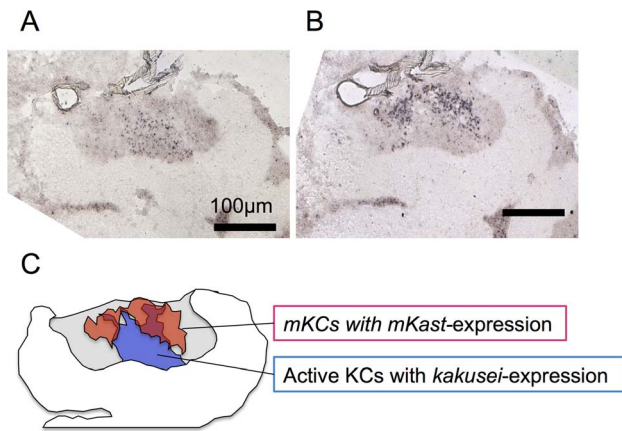 A
B
100μm
C
mKCs with mKast-expression
Active KCs with kakusei-expression